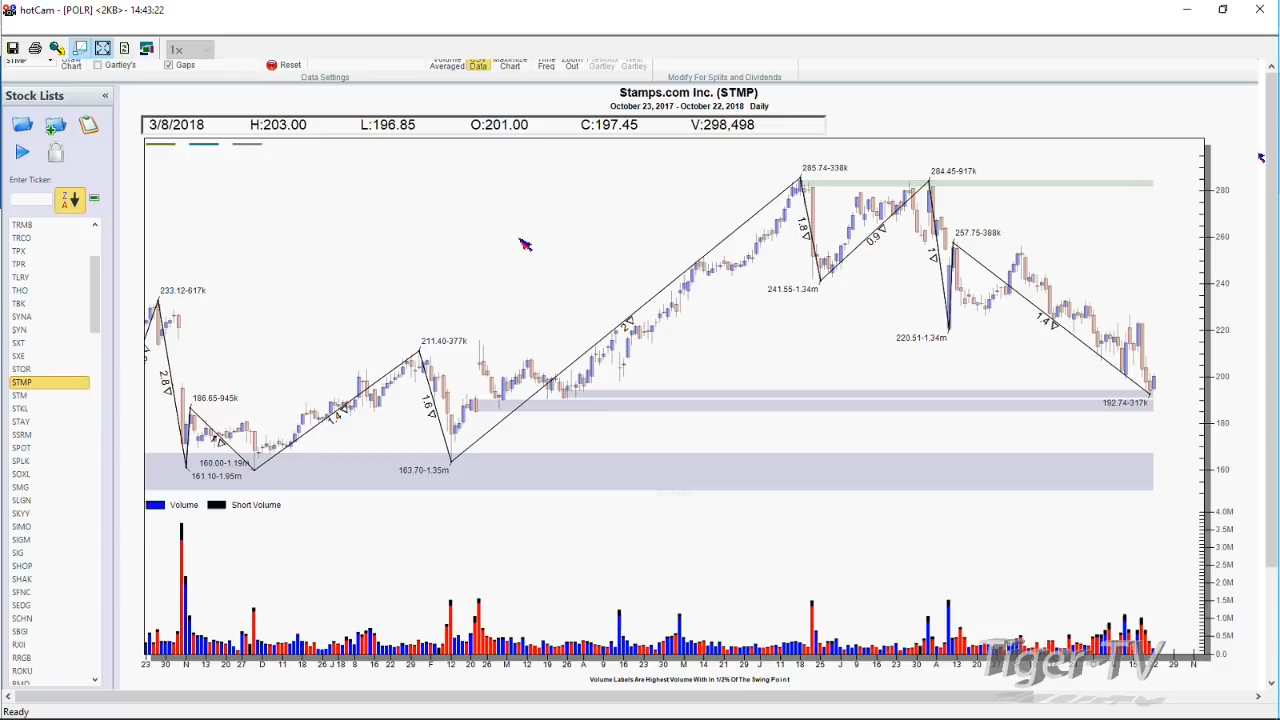 hotCam - [POLR] <2KB> - 14:43:22
1x
STMP
Chart
Gartley's
Gaps
Reset
Data Settings
Averaged
Data
Chart
Freq
Out
Gartley
Gartley
Modify For Splits and Dividends
Stock Lists
Enter Ticker:
TRMB
TRCO
TPX
TPR
TLRY
THO
TBK
SYNA
SYN
SXT
SXE
STOR
STMP
STM
STKL
STAY
SSRM
SPOT
SPLK
SOXL
SMG
SLGN
SKYY
SIMO
SIGM
SIG
SHOP
SHAK
SFNC
SEDG
SCHN
SBGI
RXII
RRGB
ROKU
Stamps.com Inc. (STMP)
October 23, 2017 - October 22, 2018 Daily
3/8/2018 H:203.00 L:196.85 O:201.00 C:197.45 V:298,498
285.74-338k
284.45-917k
257.75-388k
241.55-1.34m
220.51-1.34m
233.12-617k
211.40-377k
192.74-317k
186.65-945k
160.00-1.19m
161.10-1.95m
163.70-1.35m
2.8
1.4
1.6
2
1.8
0.9
1
1.4
280
260
240
220
200
180
160
Volume Short Volume
4.0M
3.5M
3.0M
2.5M
2.0M
1.5M
1.0M
0.5M
0.0
23 30 N 13 20 27 D 11 18 26 J 18 16 22 29 F 12 20 26 M 12 19 26 A 9 16 23 30 M 14 21 29 J 11 18 25 J 16 23 30 A 13 20 27
15 22 29 N
Volume Labels Are Highest Volume With In 1/2% Of The Swing Point
Tiger-TV
Ready